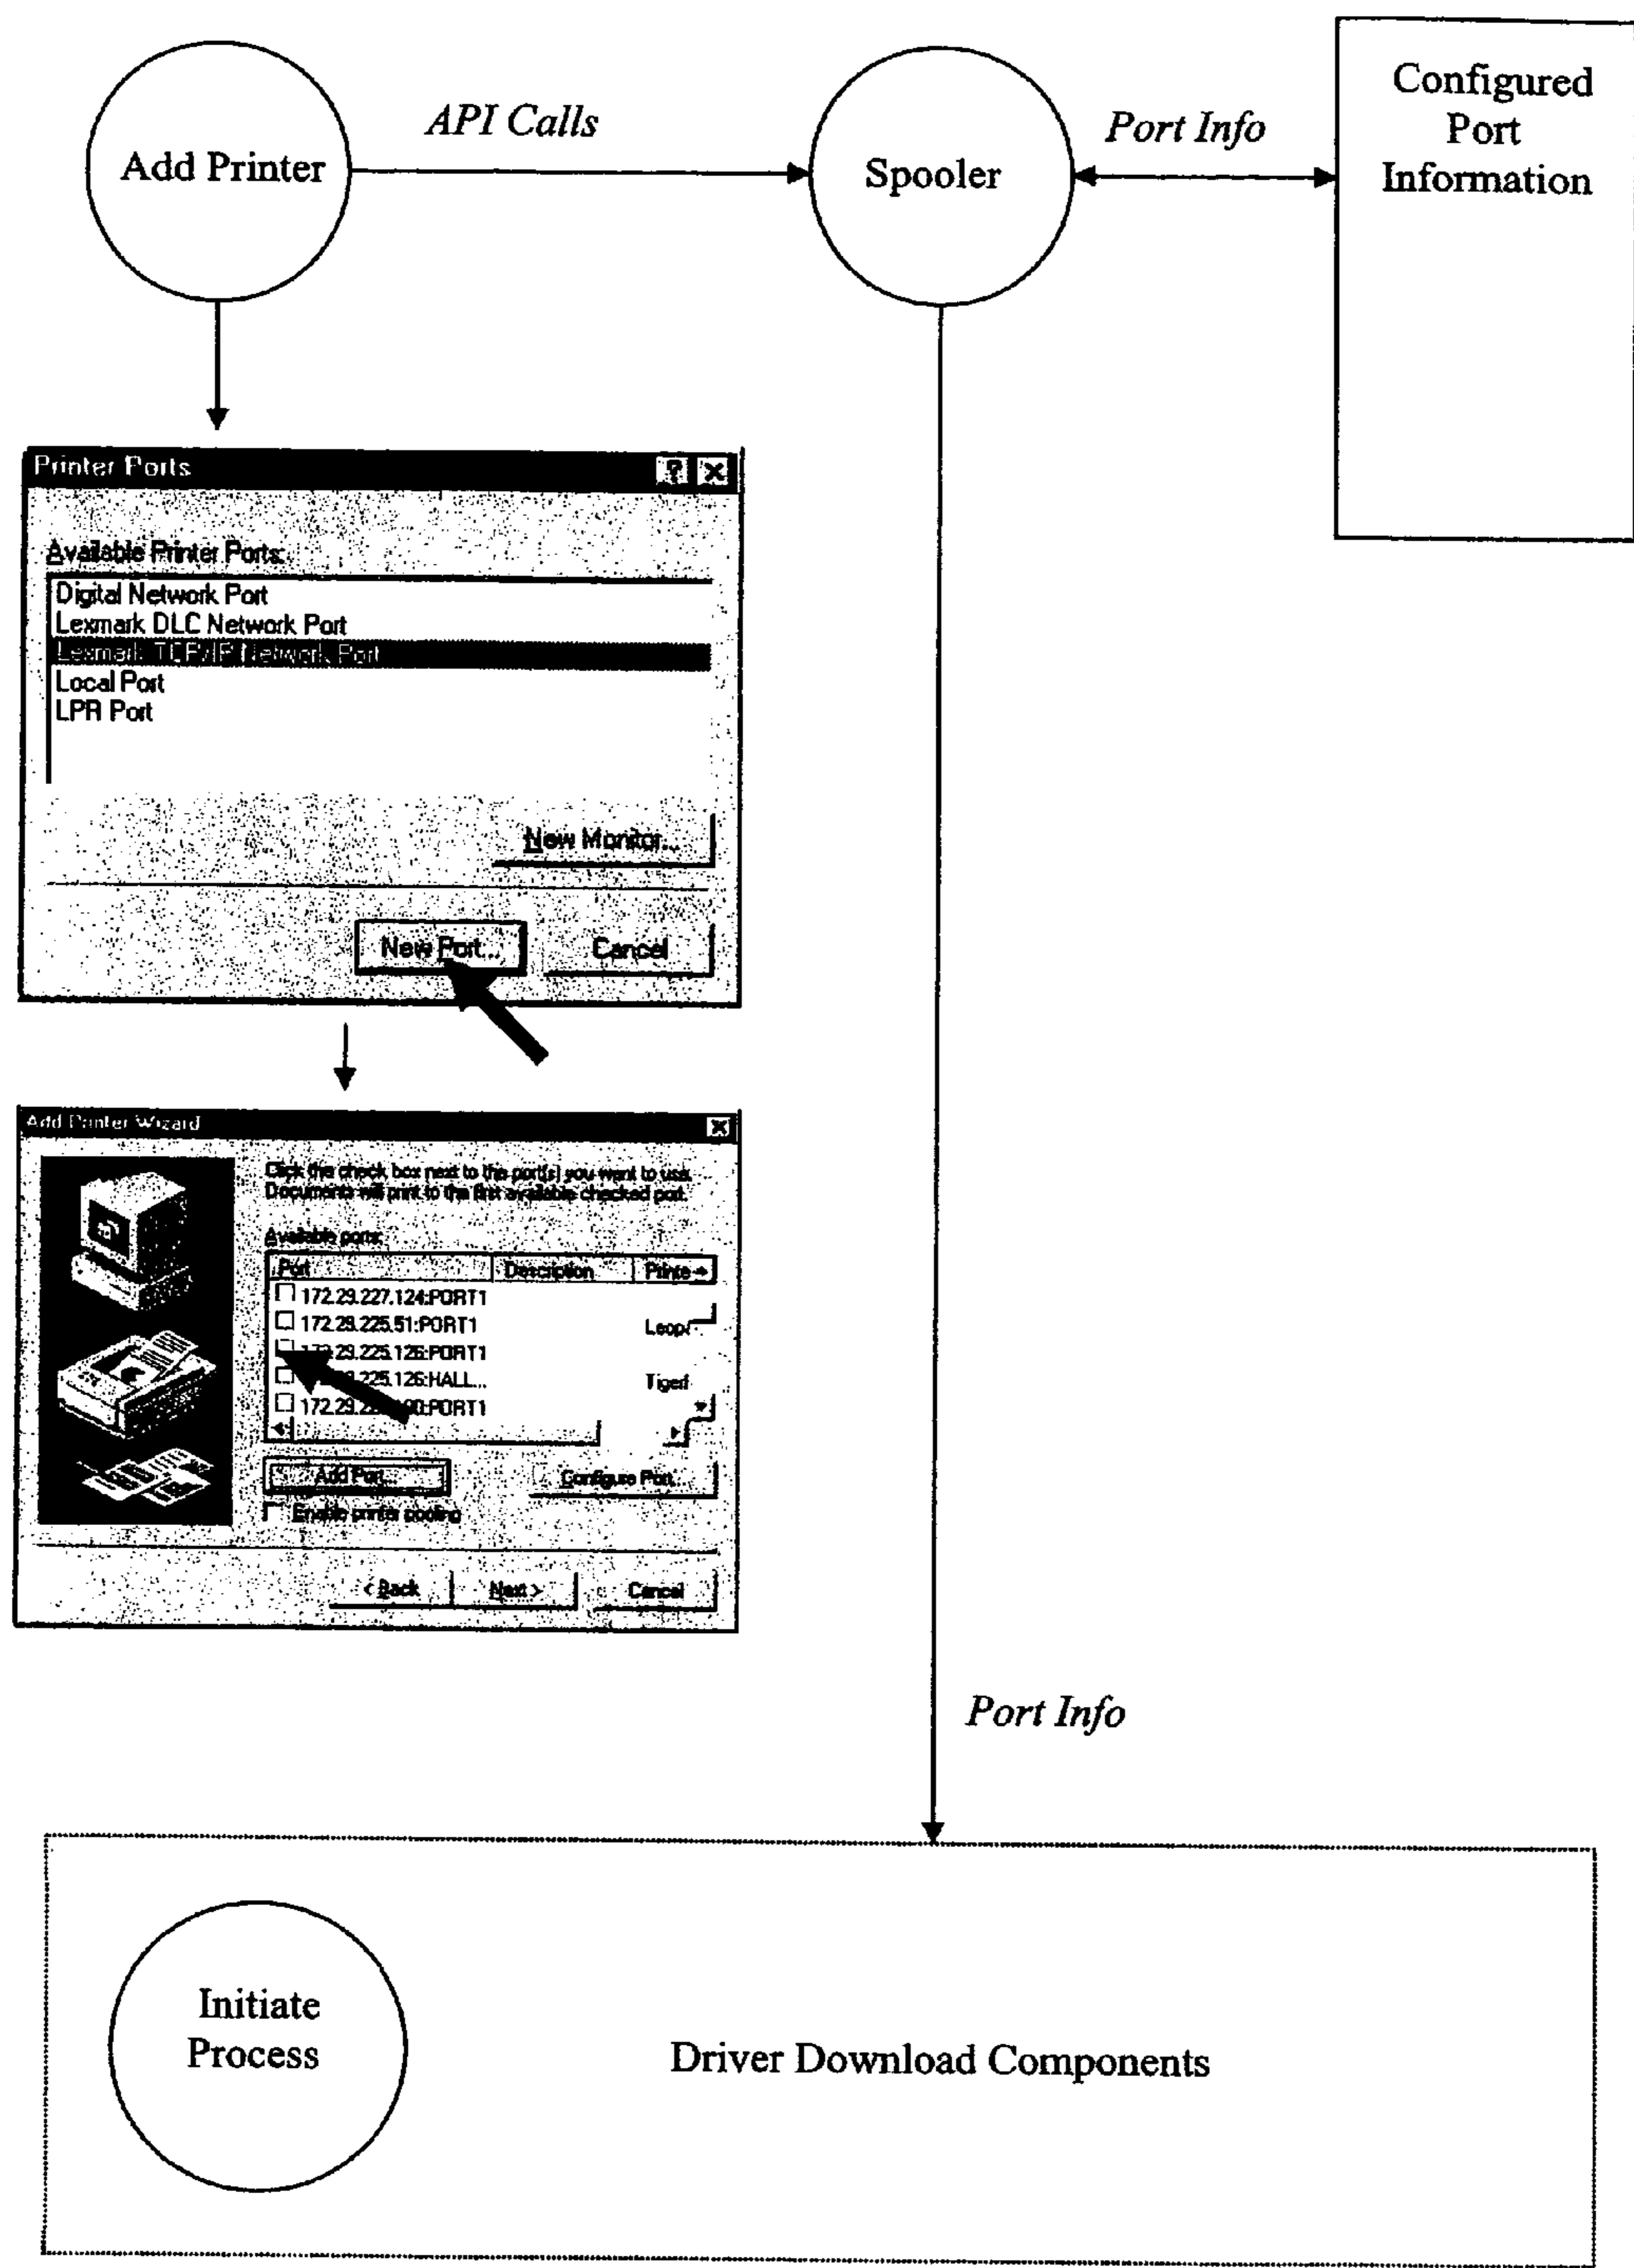 Add Printer
API Calls
Spooler
Port Info
Configured
Port
Information
Printer Ports
Available Printer Ports:
Digital Network Port
Lexmark DLC Network Port
Lexmark TCP/IP Network Port
Local Port
LPR Port
New Monitor...
New Port...
Cancel
Add Printer Wizard
Click the check box next to the port(s) you want to use.
Documents will print to the first available checked port.
Available ports:
Port Description Printe
172.29.227.124:PORT1
172.29.225.51:PORT1
225.126:PORT1
225.126:HALL...
Tiger
PORT1
Add Port...
Configure Port...
Enable printer pooling
< Back
Next >
Cancel
Port Info
Initiate
Process
Driver Download Components